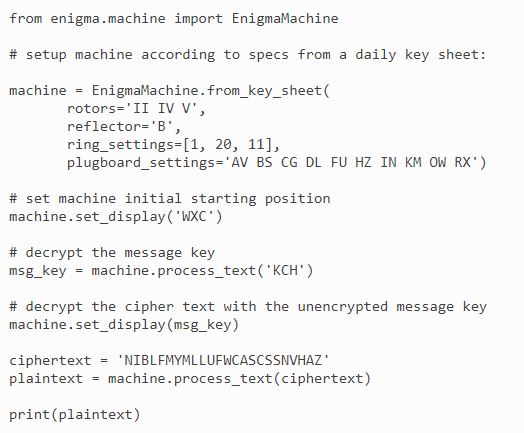 from enigma.machine import EnigmaMachine
# setup machine according to specs from a daily key sheet:
machine = EnigmaMachine.from_key_sheet(
rotors='II IV V',
reflector='B',
ring_settings=[1, 20, 11],
plugboard_settings='AV BS CG DL FU HZ IN KM OW RX')
# set machine initial starting position
machine.set_display('WXC')
# decrypt the message key
msg_key = machine.process_text('KCH')
# decrypt the cipher text with the unencrypted message key
machine.set_display(msg_key)
ciphertext = 'NIBLFMYMLLUFWCASCSSNVHAZ'
plaintext = machine.process_text(ciphertext)
print(plaintext)